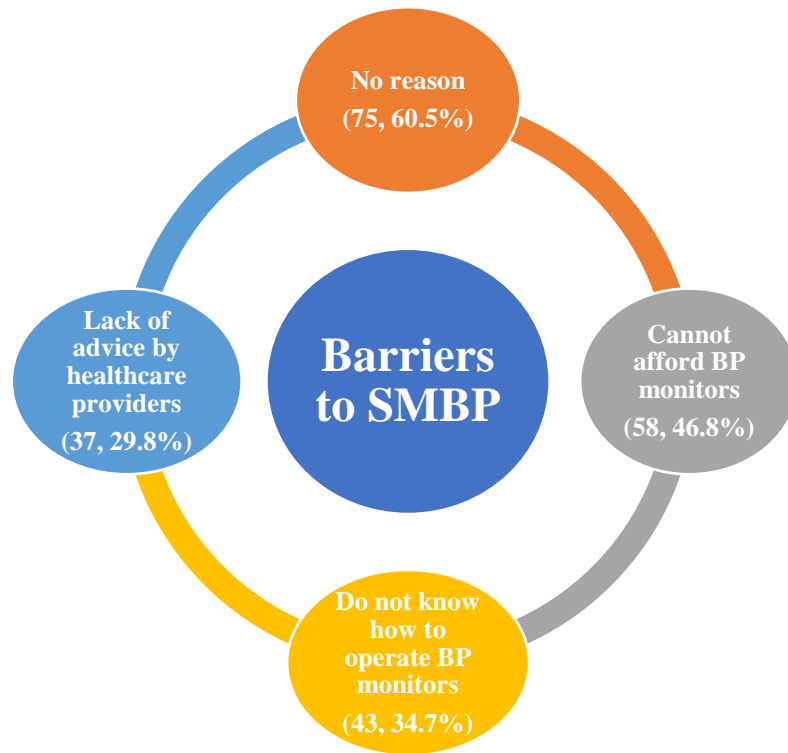 No reason
(75, 60.5%)
Lack of
advice by
healthcare
providers
(37, 29.8%)
Barriers
to SMBP
Cannot
afford BP
monitors
(58, 46.8%)
Do not know
how to
operate BP
monitors
(43, 34.7%)